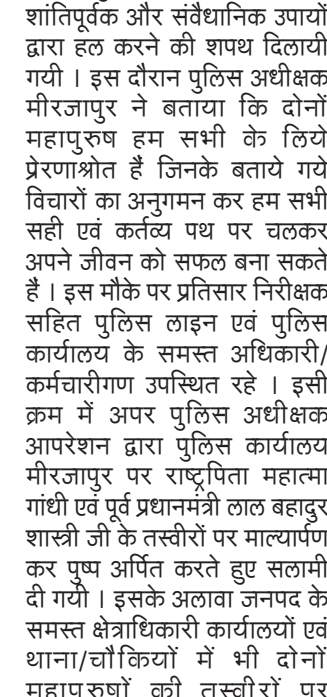 शांतिपूर्वक और संवैधानिक उपायों
द्वारा हल करने की शपथ दिलायी
गयी । इस दौरान पुलिस अधीक्षक
मीरजापुर ने बताया कि दोनों
महापुरुष हम सभी के लिये
प्रेरणाश्रोत हैं जिनके बताये गये
विचारों का अनुगमन कर हम सभी
सही एवं कर्तव्य पथ पर चलकर
अपने जीवन को सफल बना सकते
हैं । इस मौके पर प्रतिसार निरीक्षक
सहित पुलिस लाइन एवं पुलिस
कार्यालय के समस्त अधिकारी/
कर्मचारीगण उपस्थित रहे । इसी
क्रम में अपर पुलिस अधीक्षक
आपरेशन द्वारा पुलिस कार्यालय
मीरजापुर पर राष्ट्रपिता महात्मा
गांधी एवं पूर्व प्रधानमंत्री लाल बहादुर
शास्त्री जी के तस्वीरों पर माल्यार्पण
कर पुष्प अर्पित करते हुए सलामी
दी गयी । इसके अलावा जनपद के
समस्त क्षेत्राधिकारी कार्यालयों एवं
थाना/चौकियों में भी दोनों
महापुरुषों की तस्वीरों पर